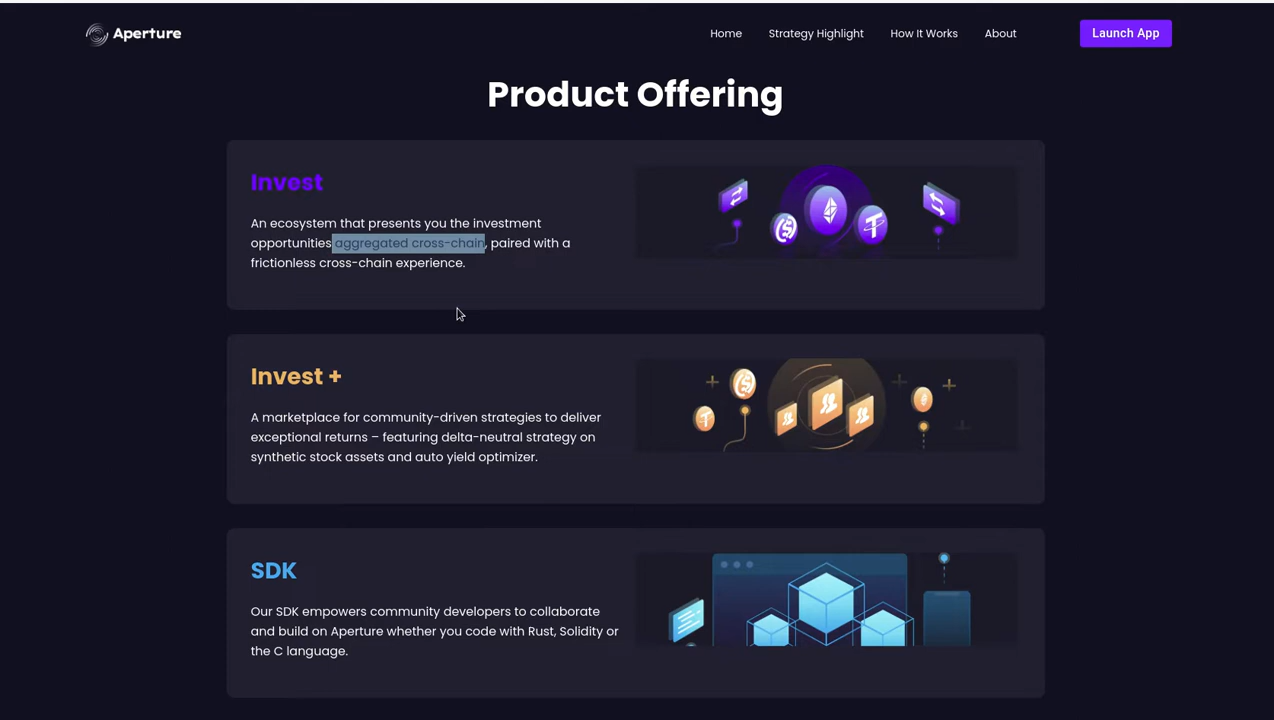 Aperture
Home
Strategy Highlight
How It Works
About
Launch App
Product Offering
Invest
An ecosystem that presents you the investment
opportunities aggregated cross-chain, paired with a
frictionless cross-chain experience.
Invest +
A marketplace for community-driven strategies to deliver
exceptional returns – featuring delta-neutral strategy on
synthetic stock assets and auto yield optimizer.
SDK
Our SDK empowers community developers to collaborate
and build on Aperture whether you code with Rust, Solidity or
the C language.